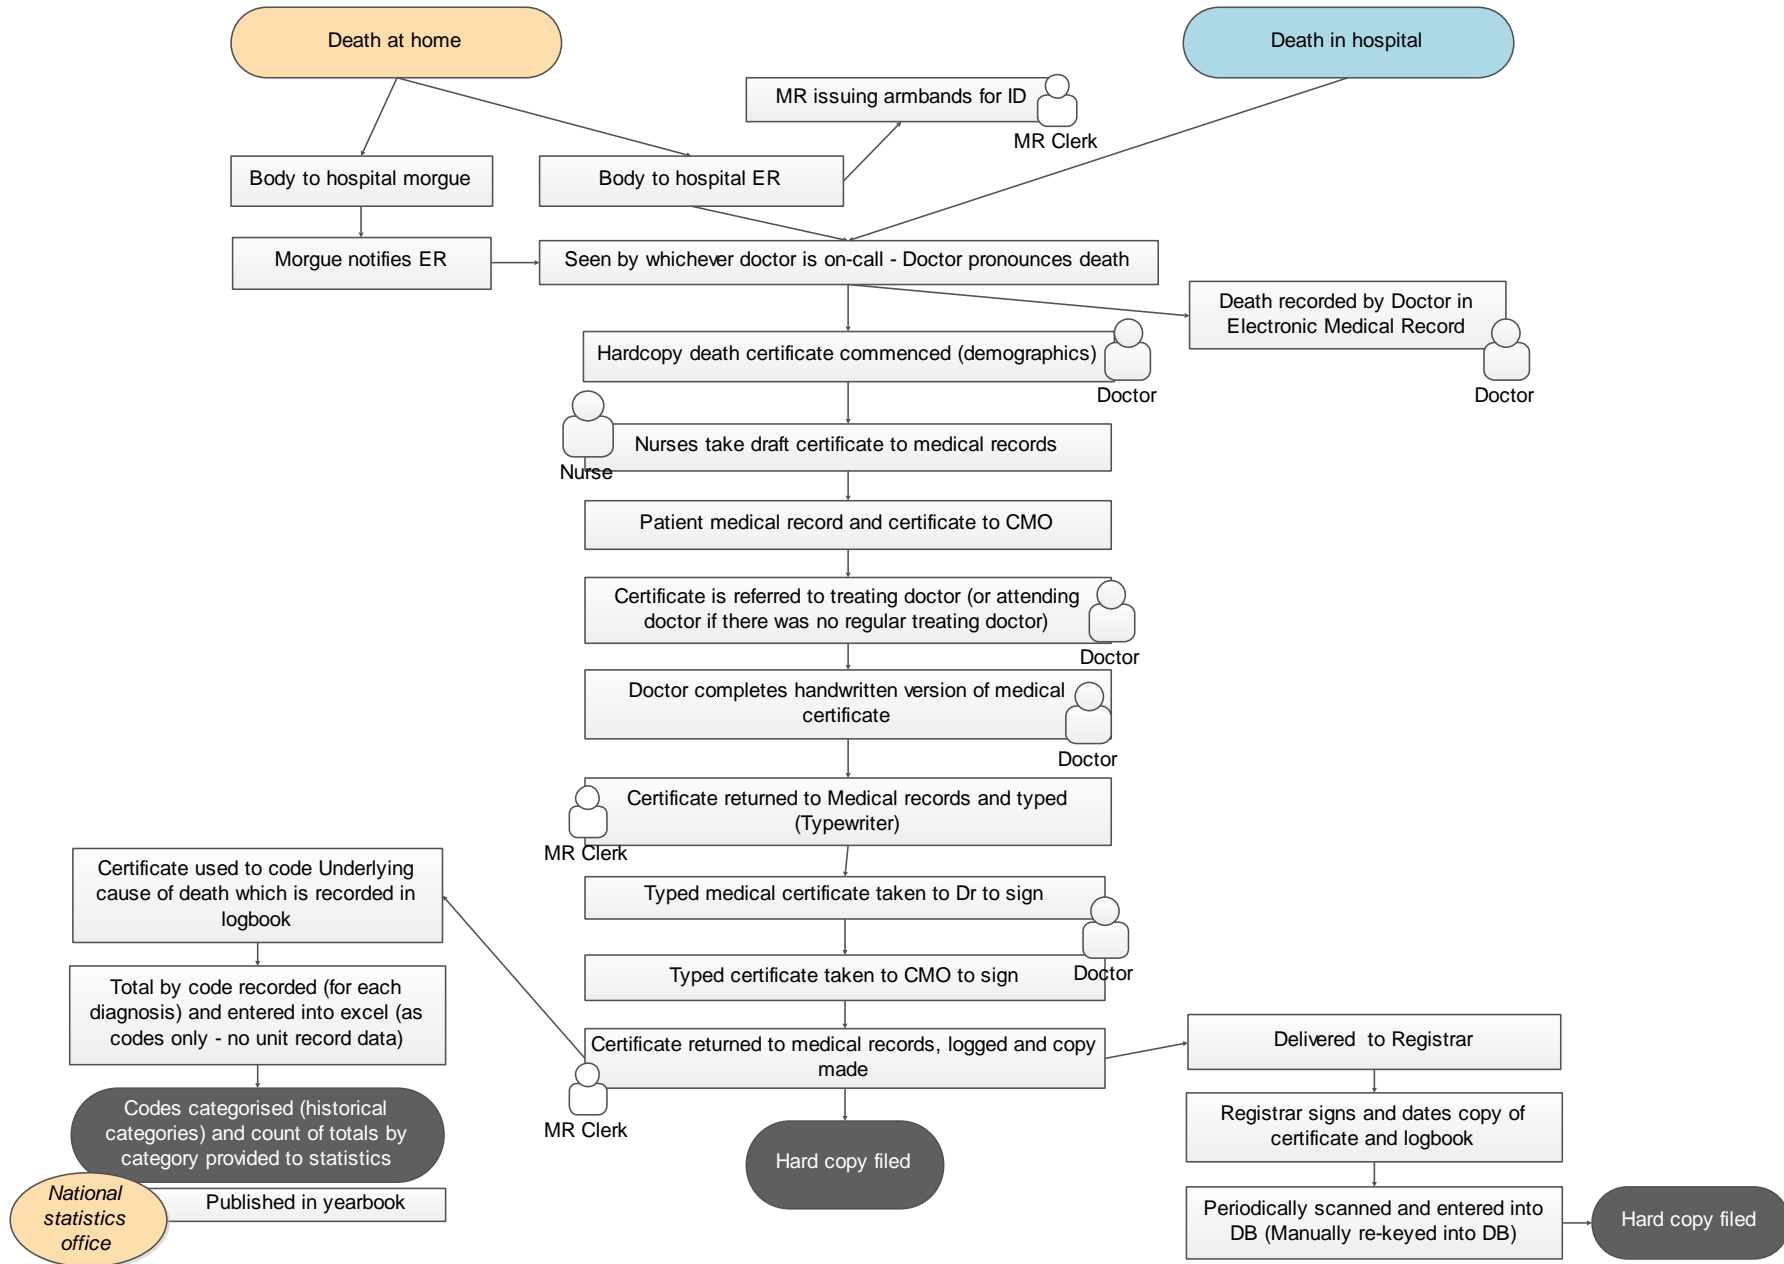 Death at home
Death in hospital
MR issuing armbands for ID
MR Clerk
Body to hospital morgue
Body to hospital ER
Morgue notifies ER
Seen by whichever doctor is on-call - Doctor pronounces death
Death recorded by Doctor in
Electronic Medical Record
Doctor
Hardcopy death certificate commenced (demographics)
Doctor
Nurses take draft certificate to medical records
Nurse
Patient medical record and certificate to CMO
Certificate is referred to treating doctor (or attending
doctor if there was no regular treating doctor)
Doctor
Doctor completes handwritten version of medical
certificate
Doctor
Certificate returned to Medical records and typed
(Typewriter)
MR Clerk
Typed medical certificate taken to Dr to sign
Doctor
Typed certificate taken to CMO to sign
Certificate returned to medical records, logged and copy
made
MR Clerk
Certificate used to code Underlying
cause of death which is recorded in
logbook
Total by code recorded (for each
diagnosis) and entered into excel (as
codes only - no unit record data)
Codes categorised (historical
categories) and count of totals by
category provided to statistics
National
statistics
office
Published in yearbook
Hard copy filed
Delivered  to Registrar
Registrar signs and dates copy of
certificate and logbook
Periodically scanned and entered into
DB (Manually re-keyed into DB)
Hard copy filed